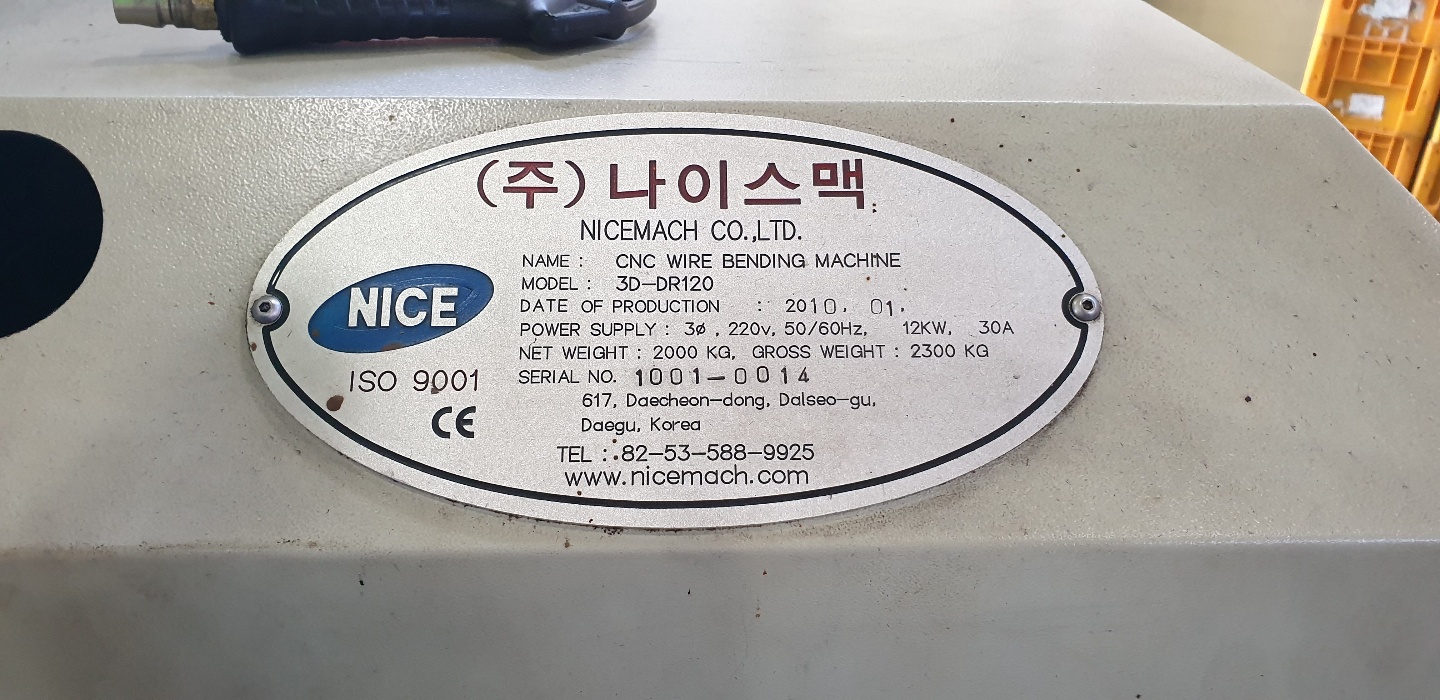 (주)나이스맥
NICEMACH CO.,LTD.
NICE
ISO 9001
CE
NAME : CNC WIRE BENDING MACHINE
MODEL : 3D-DR120
DATE OF PRODUCTION : 2010. 01.
POWER SUPPLY : 3ø , 220v, 50/60Hz, 12KW, 30A
NET WEIGHT : 2000 KG, GROSS WEIGHT : 2300 KG
SERIAL NO. 1001-0014
617, Daecheon-dong, Dalseo-gu,
Daegu, Korea
TEL : 82-53-588-9925
www.nicemach.com